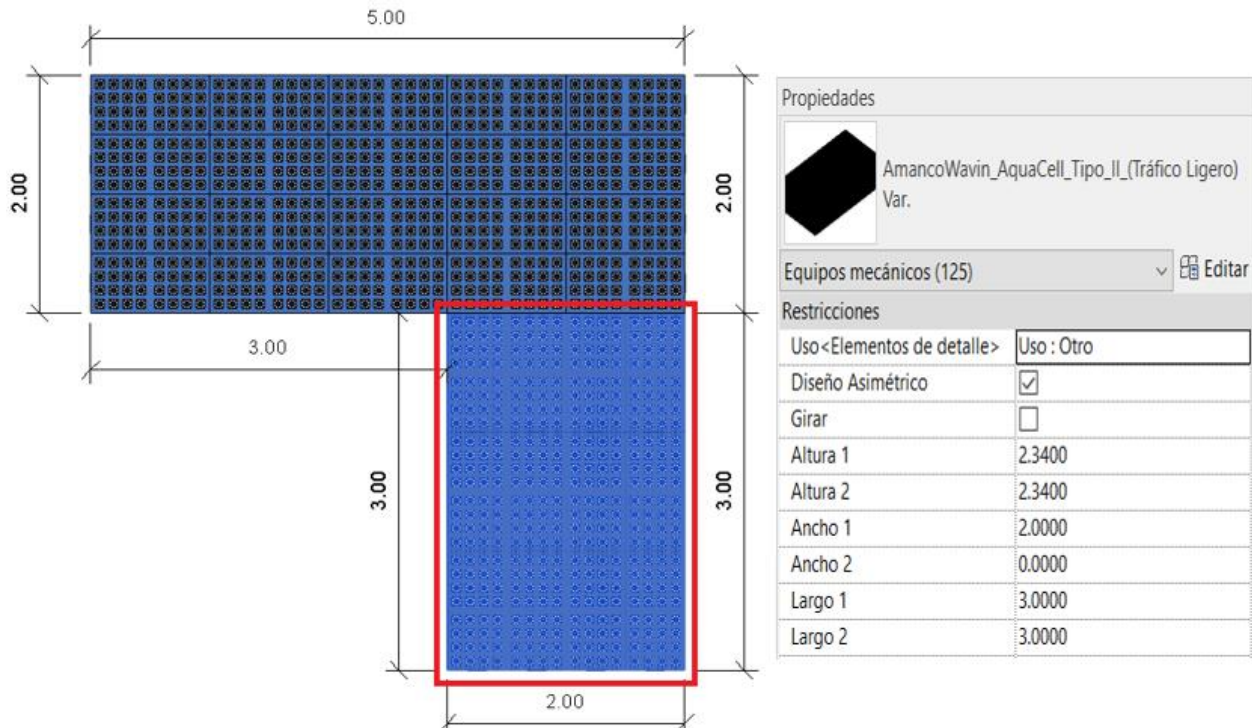 5.00
2.00
2.00
3.00
3.00
3.00
2.00
Propiedades
AmancoWavin_AquaCell_Tipo_II_(Tráfico Ligero)
Var.
Equipos mecánicos (125)
Editar
Restricciones
Uso<Elementos de detalle> Uso : Otro
Diseño Asimétrico
Girar
Altura 1 2.3400
Altura 2 2.3400
Ancho 1 2.0000
Ancho 2 0.0000
Largo 1 3.0000
Largo 2 3.0000